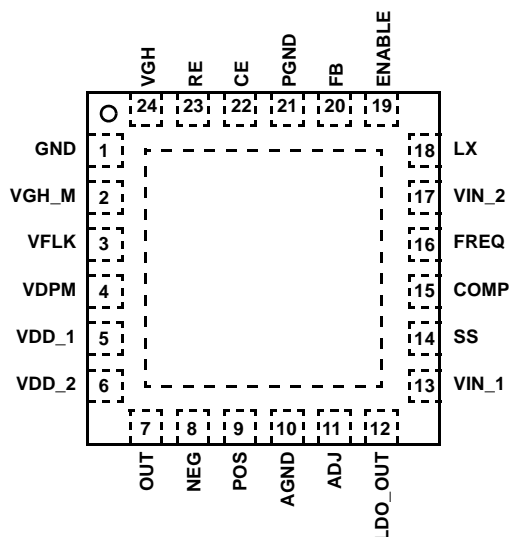 VGH RE CE PGND FB ENABLE
24 23 22 21 20 19
GND 1 18 LX
VGH_M 2 17 VIN_2
VFLK 3 16 FREQ
VDPM 4 15 COMP
VDD_1 5 14 SS
VDD_2 6 13 VIN_1
7 8 9 10 11 12
OUT NEG POS AGND ADJ LDO_OUT